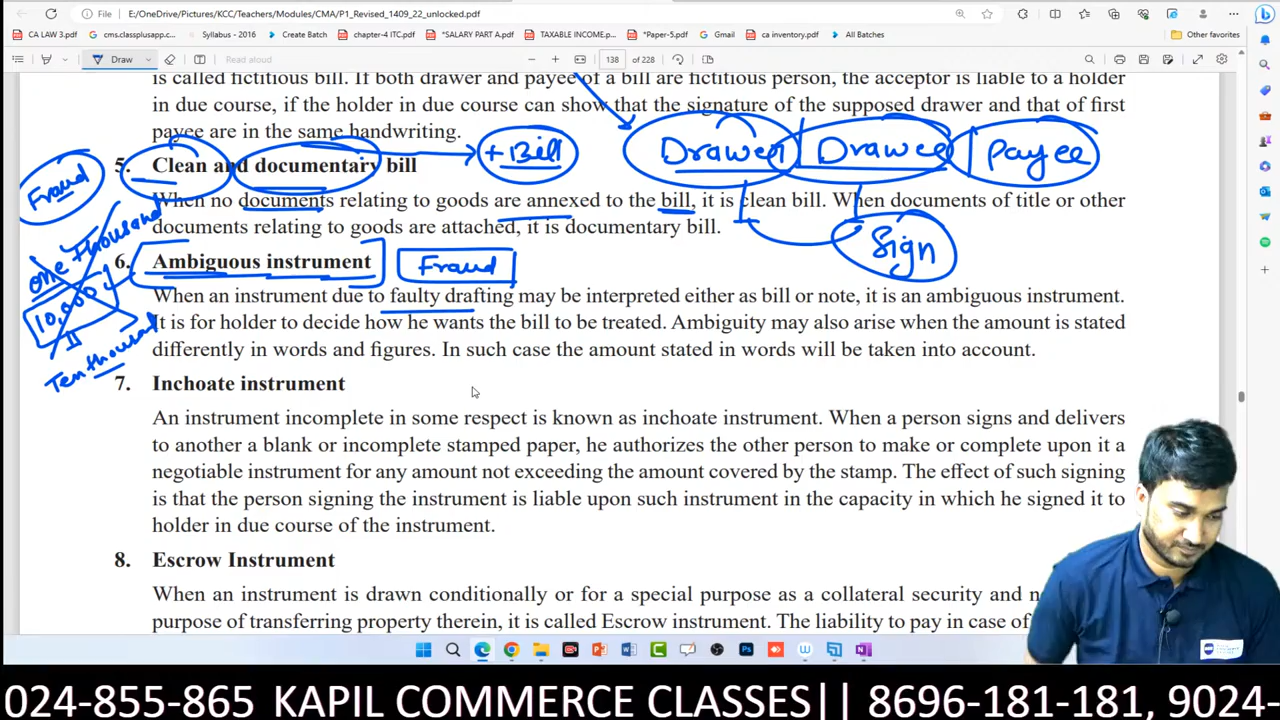 File
E:/OneDrive/Pictures/KCC/Teachers/Modules/CMA/P1_Revised_1409_22_unlocked.pdf
CA LAW 3.pdf
cms.classplusapp.c...
Syllabus - 2016
Create Batch
chapter-4 ITC.pdf
*SALARY PART A.pdf
TAXABLE INCOME.p...
*Paper-5.pdf
Gmail
ca inventory.pdf
All Batches
Other favorites
Draw
Read aloud
138 of 228
is called fictitious bill. If both drawer and payee of a bill are fictitious person, the acceptor is liable to a holder
in due course, if the holder in due course can show that the signature of the supposed drawer and that of first
payee are in the same handwriting.
+ Bill
Drawer
Drawee
Payee
Fraud
5. Clean and documentary bill
When no documents relating to goods are annexed to the bill, it is clean bill. When documents of title or other
documents relating to goods are attached, it is documentary bill.
Sign
one Thousand
10,000
Ten thousand
6. Ambiguous instrument
Fraud
When an instrument due to faulty drafting may be interpreted either as bill or note, it is an ambiguous instrument.
It is for holder to decide how he wants the bill to be treated. Ambiguity may also arise when the amount is stated
differently in words and figures. In such case the amount stated in words will be taken into account.
7. Inchoate instrument
An instrument incomplete in some respect is known as inchoate instrument. When a person signs and delivers
to another a blank or incomplete stamped paper, he authorizes the other person to make or complete upon it a
negotiable instrument for any amount not exceeding the amount covered by the stamp. The effect of such signing
is that the person signing the instrument is liable upon such instrument in the capacity in which he signed it to
holder in due course of the instrument.
8. Escrow Instrument
When an instrument is drawn conditionally or for a special purpose as a collateral security and
purpose of transferring property therein, it is called Escrow instrument. The liability to pay in case of
024-855-865 KAPIL COMMERCE CLASSES|| 8696-181-181, 9024-